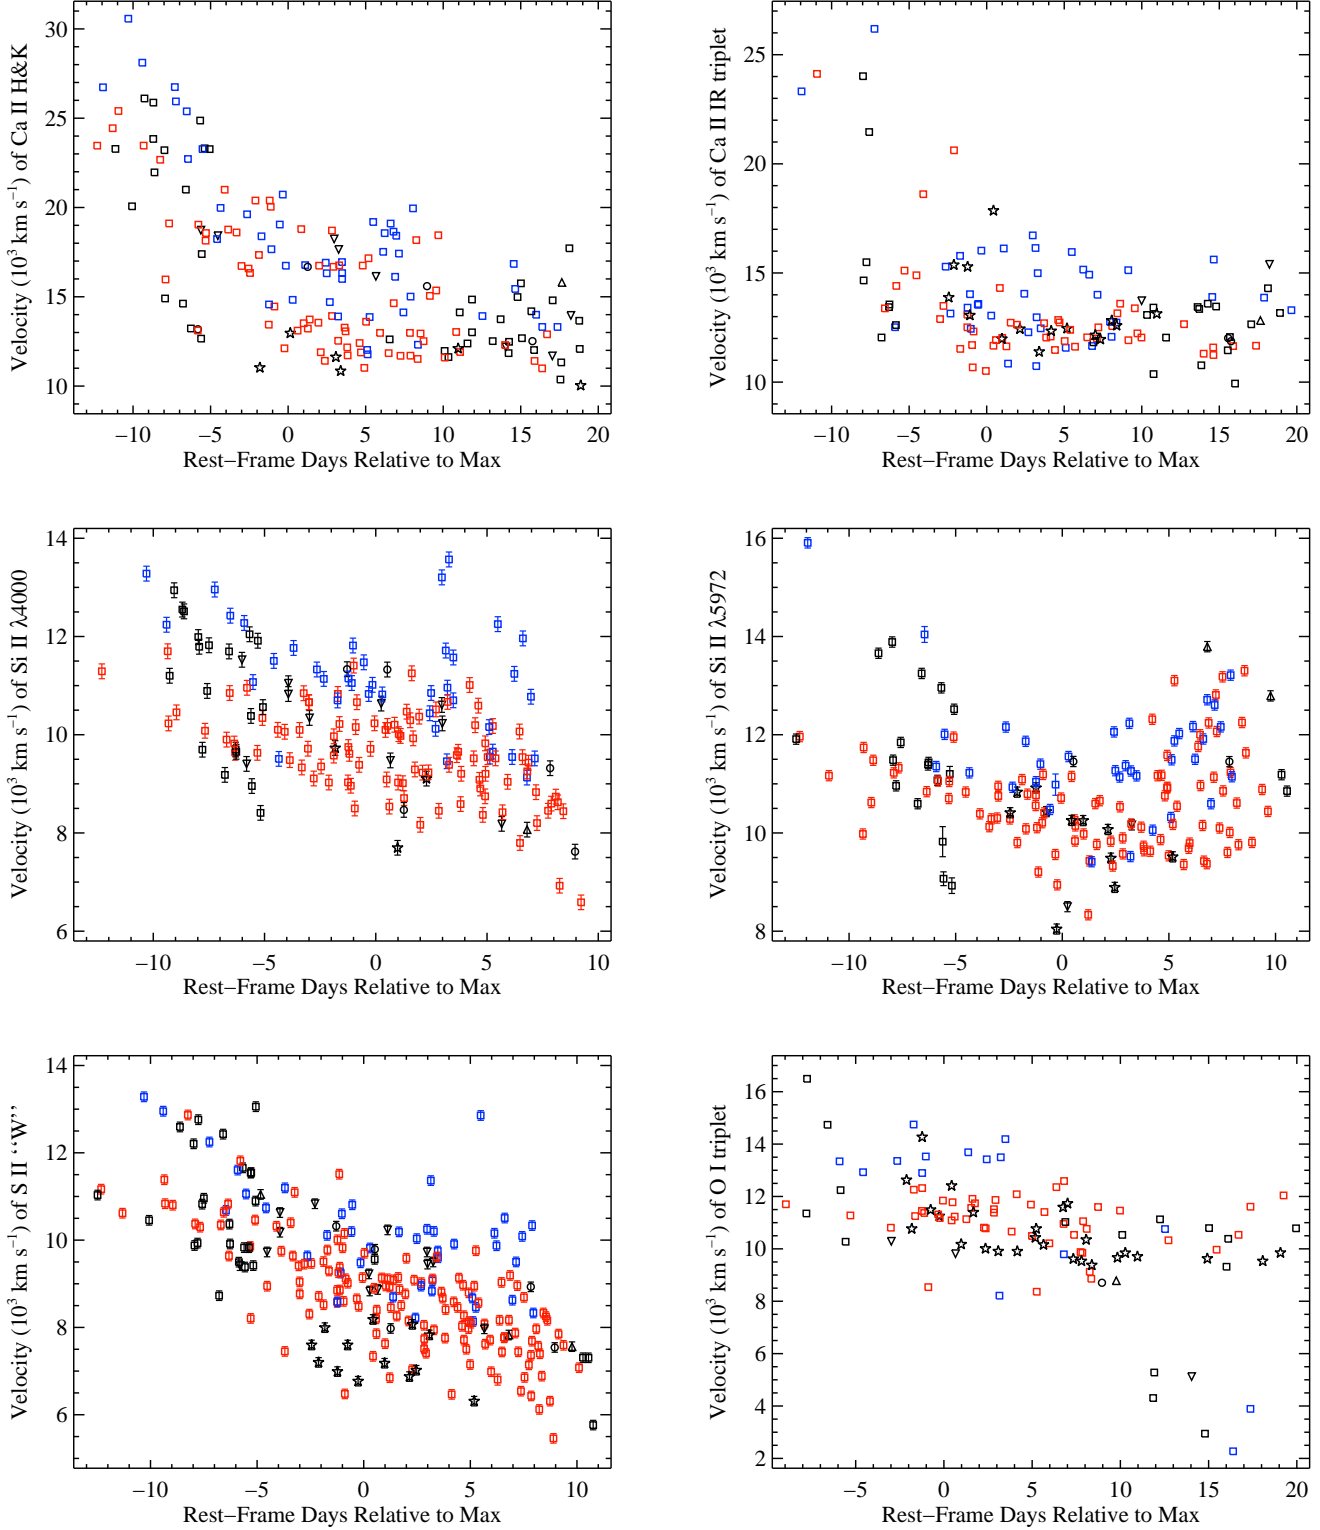 30
25
20
15
10
Velocity (10³ km s⁻¹) of Ca II H&K
−10 −5 0 5 10 15 20
Rest−Frame Days Relative to Max
25
20
15
10
Velocity (10³ km s⁻¹) of Ca II IR triplet
−10 −5 0 5 10 15 20
Rest−Frame Days Relative to Max
14
12
10
8
6
Velocity (10³ km s⁻¹) of Si II λ4000
−10 −5 0 5 10
Rest−Frame Days Relative to Max
16
14
12
10
8
Velocity (10³ km s⁻¹) of Si II λ5972
−10 −5 0 5 10
Rest−Frame Days Relative to Max
14
12
10
8
6
Velocity (10³ km s⁻¹) of S II ‘‘W’’
−10 −5 0 5 10
Rest−Frame Days Relative to Max
16
14
12
10
8
6
4
2
Velocity (10³ km s⁻¹) of O I triplet
−5 0 5 10 15 20
Rest−Frame Days Relative to Max